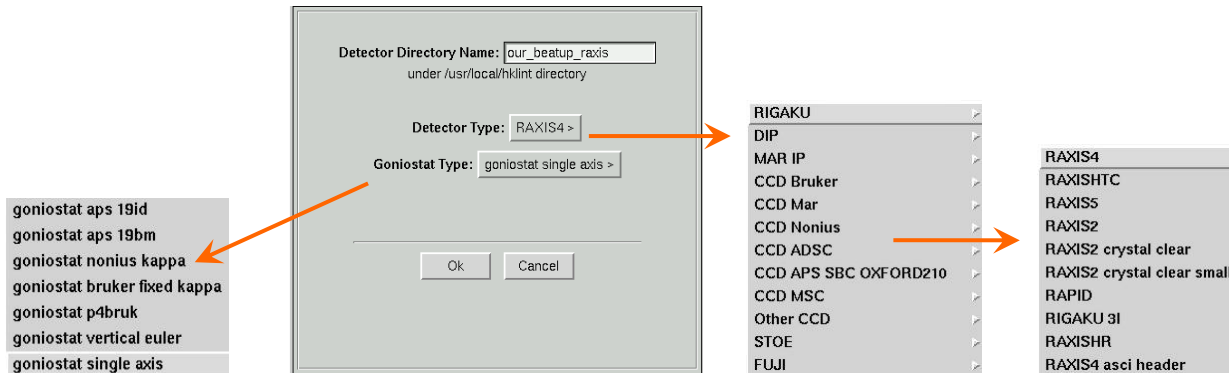 Detector Directory Name: our_beatup_raxis
under /usr/local/hklint directory
Detector Type: RAXIS4 >
Goniostat Type: goniostat single axis >
Ok Cancel
goniostat aps 19id
goniostat aps 19bm
goniostat nonius kappa
goniostat bruker fixed kappa
goniostat p4bruk
goniostat vertical euler
goniostat single axis
RIGAKU
DIP
MAR IP
CCD Bruker
CCD Mar
CCD Nonius
CCD ADSC
CCD APS SBC OXFORD210
CCD MSC
Other CCD
STOE
FUJI
RAXIS4
RAXISHTC
RAXIS5
RAXIS2
RAXIS2 crystal clear
RAXIS2 crystal clear small
RAPID
RIGAKU 3I
RAXISHR
RAXIS4 asci header